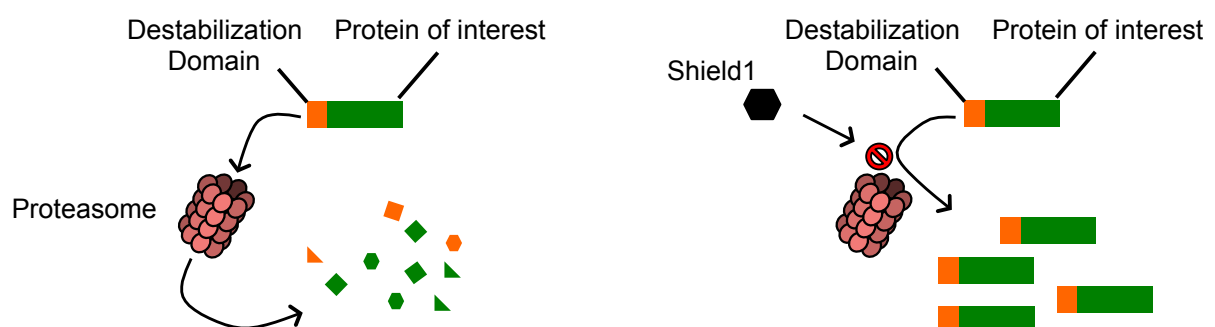 Destabilization
Domain
Protein of interest
Proteasome
Shield1
Destabilization
Domain
Protein of interest